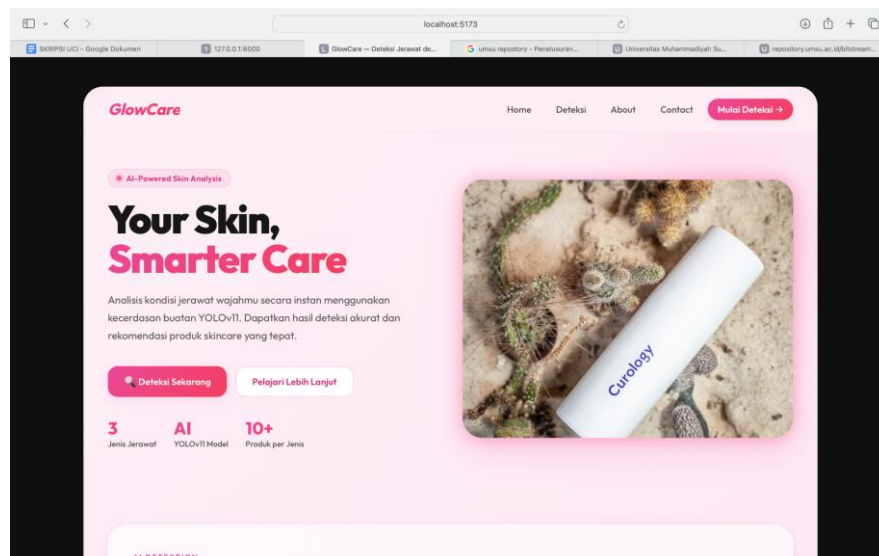 localhost:5173
SKRIPSI UCI - Google Dokumen
127.0.0.1:8000
GlowCare — Deteksi Jerawat de...
umsu repostory - Penelusuran...
Universitas Muhammadiyah Su...
repository.umsu.ac.id/bitstream...
GlowCare
Home Deteksi About Contact Mulai Deteksi →
AI-Powered Skin Analysis
Your Skin,
Smarter Care
Analisis kondisi jerawat wajahmu secara instan menggunakan
kecerdasan buatan YOLOv11. Dapatkan hasil deteksi akurat dan
rekomendasi produk skincare yang tepat.
Deteksi Sekarang Pelajari Lebih Lanjut
3 AI 10+
Jenis Jerawat YOLOv11 Model Produk per Jenis
Curology